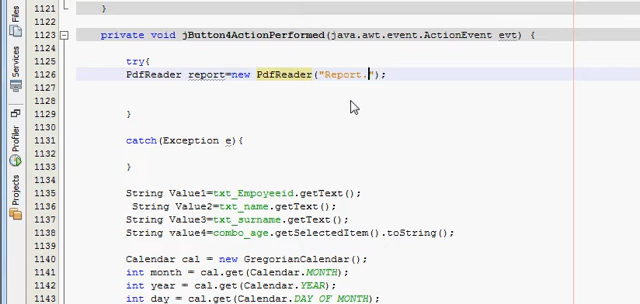 Files
Services
Profiler
Projects
1121 }
1122
1123 private void jButton4ActionPerformed(java.awt.event.ActionEvent evt) {
1124
1125 try{
1126 PdfReader report=new PdfReader("Report.");
1127
1128
1129 }
1130
1131 catch(Exception e){
1132
1133 }
1134
1135 String Value1=txt_Empoyeeid.getText();
1136 String Value2=txt_name.getText();
1137 String Value3=txt_surname.getText();
1138 String value4=combo_age.getSelectedItem().toString();
1139
1140 Calendar cal = new GregorianCalendar();
1141 int month = cal.get(Calendar.MONTH);
1142 int year = cal.get(Calendar.YEAR);
1143 int day = cal.get(Calendar.DAY_OF_MONTH);